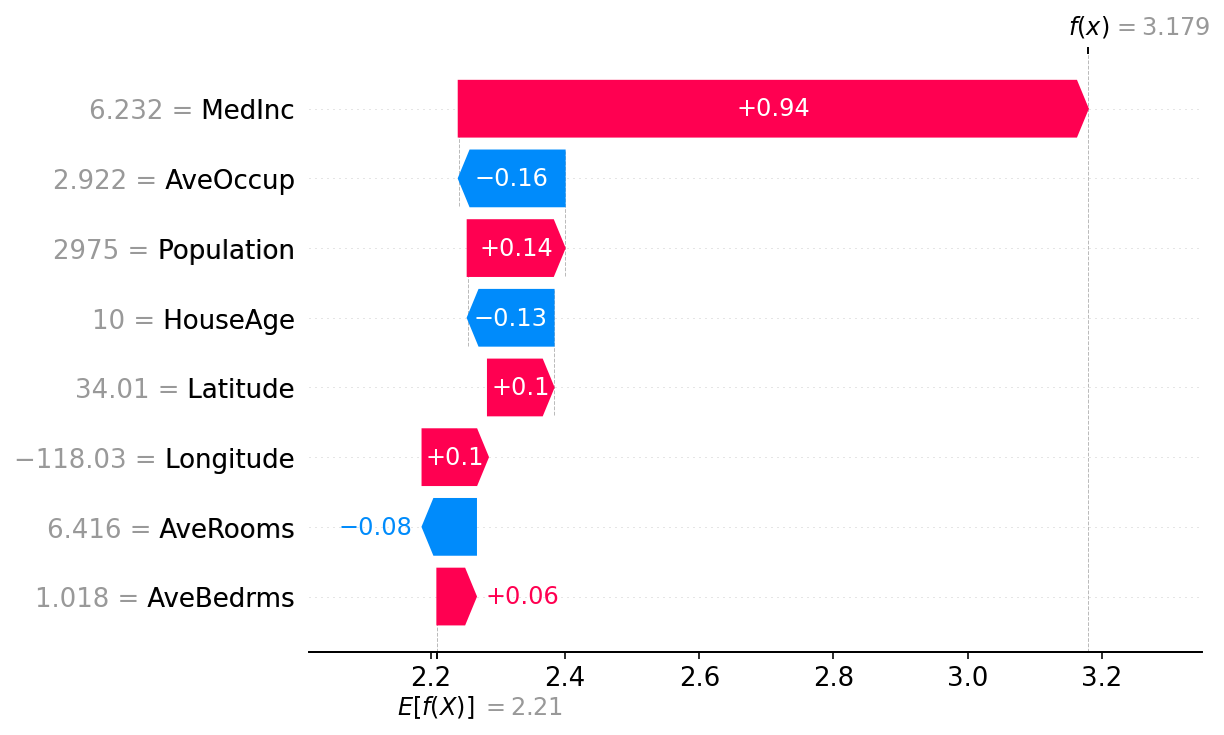 f(x) = 3.179
6.232 = MedInc +0.94
2.922 = AveOccup −0.16
2975 = Population +0.14
10 = HouseAge −0.13
34.01 = Latitude +0.1
−118.03 = Longitude +0.1
6.416 = AveRooms −0.08
1.018 = AveBedrms +0.06
2.2 2.4 2.6 2.8 3.0 3.2
E[f(X)] = 2.21